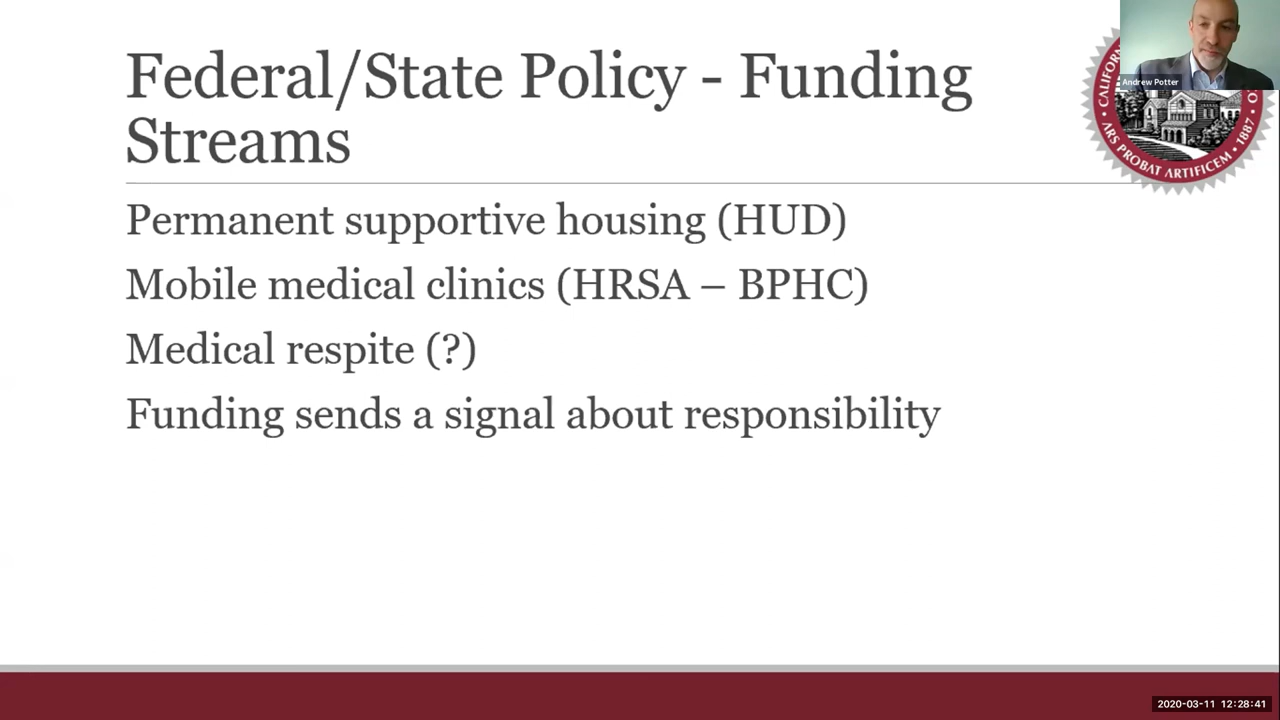 Federal/State Policy - Funding
Streams
Andrew Potter
CALIFOR
ARS PROBAT ARTIFICEM • 1887 • O
Permanent supportive housing (HUD)
Mobile medical clinics (HRSA – BPHC)
Medical respite (?)
Funding sends a signal about responsibility
2020-03-11 12:28:41